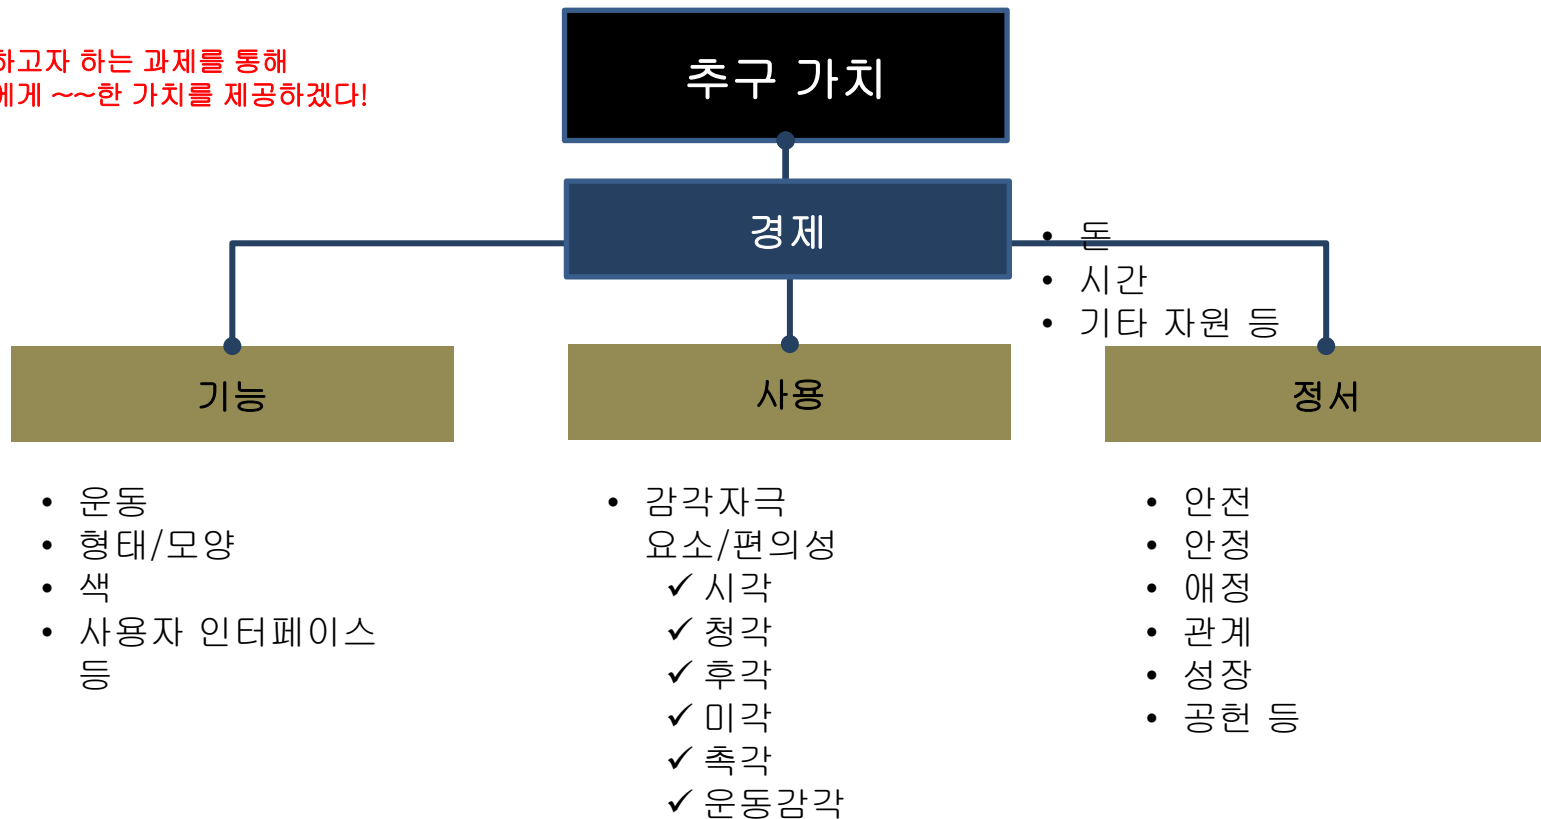 하고자 하는 과제를 통해
에게 ~~한 가치를 제공하겠다!
추구 가치
경제
• 돈
• 시간
• 기타 자원 등
기능
• 운동
• 형태/모양
• 색
• 사용자 인터페이스
등
사용
• 감각자극
요소/편의성
✓ 시각
✓ 청각
✓ 후각
✓ 미각
✓ 촉각
✓ 운동감각
정서
• 안전
• 안정
• 애정
• 관계
• 성장
• 공헌 등